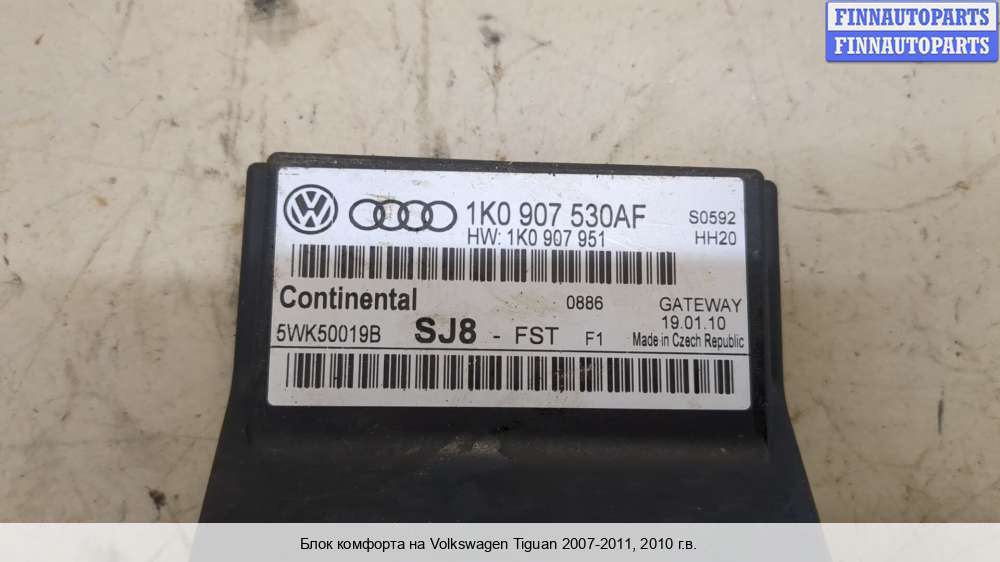 FINNAUTOPARTS
FINNAUTOPARTS
1K0 907 530AF
HW: 1K0 907 951
S0592
HH20
Continental
0886
GATEWAY
19.01.10
5WK50019B SJ8 - FST F1 Made in Czech Republic
Блок комфорта на Volkswagen Tiguan 2007-2011, 2010 г.в.